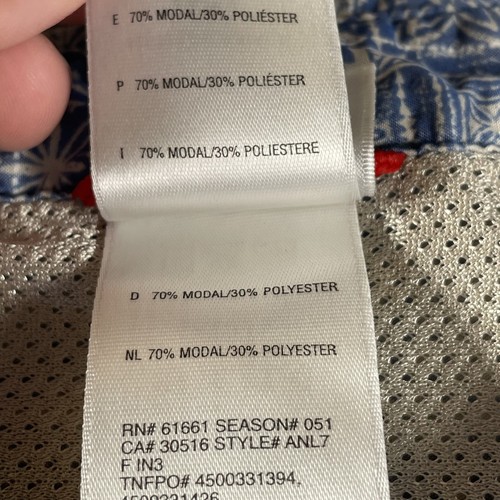 E 70% MODAL/30% POLIÉSTER
P 70% MODAL/30% POLIÉSTER
I 70% MODAL/30% POLIESTERE
D 70% MODAL/30% POLYESTER
NL 70% MODAL/30% POLYESTER
RN# 61661 SEASON# 051
CA# 30516 STYLE# ANL7
F IN3
TNFPO# 4500331394,